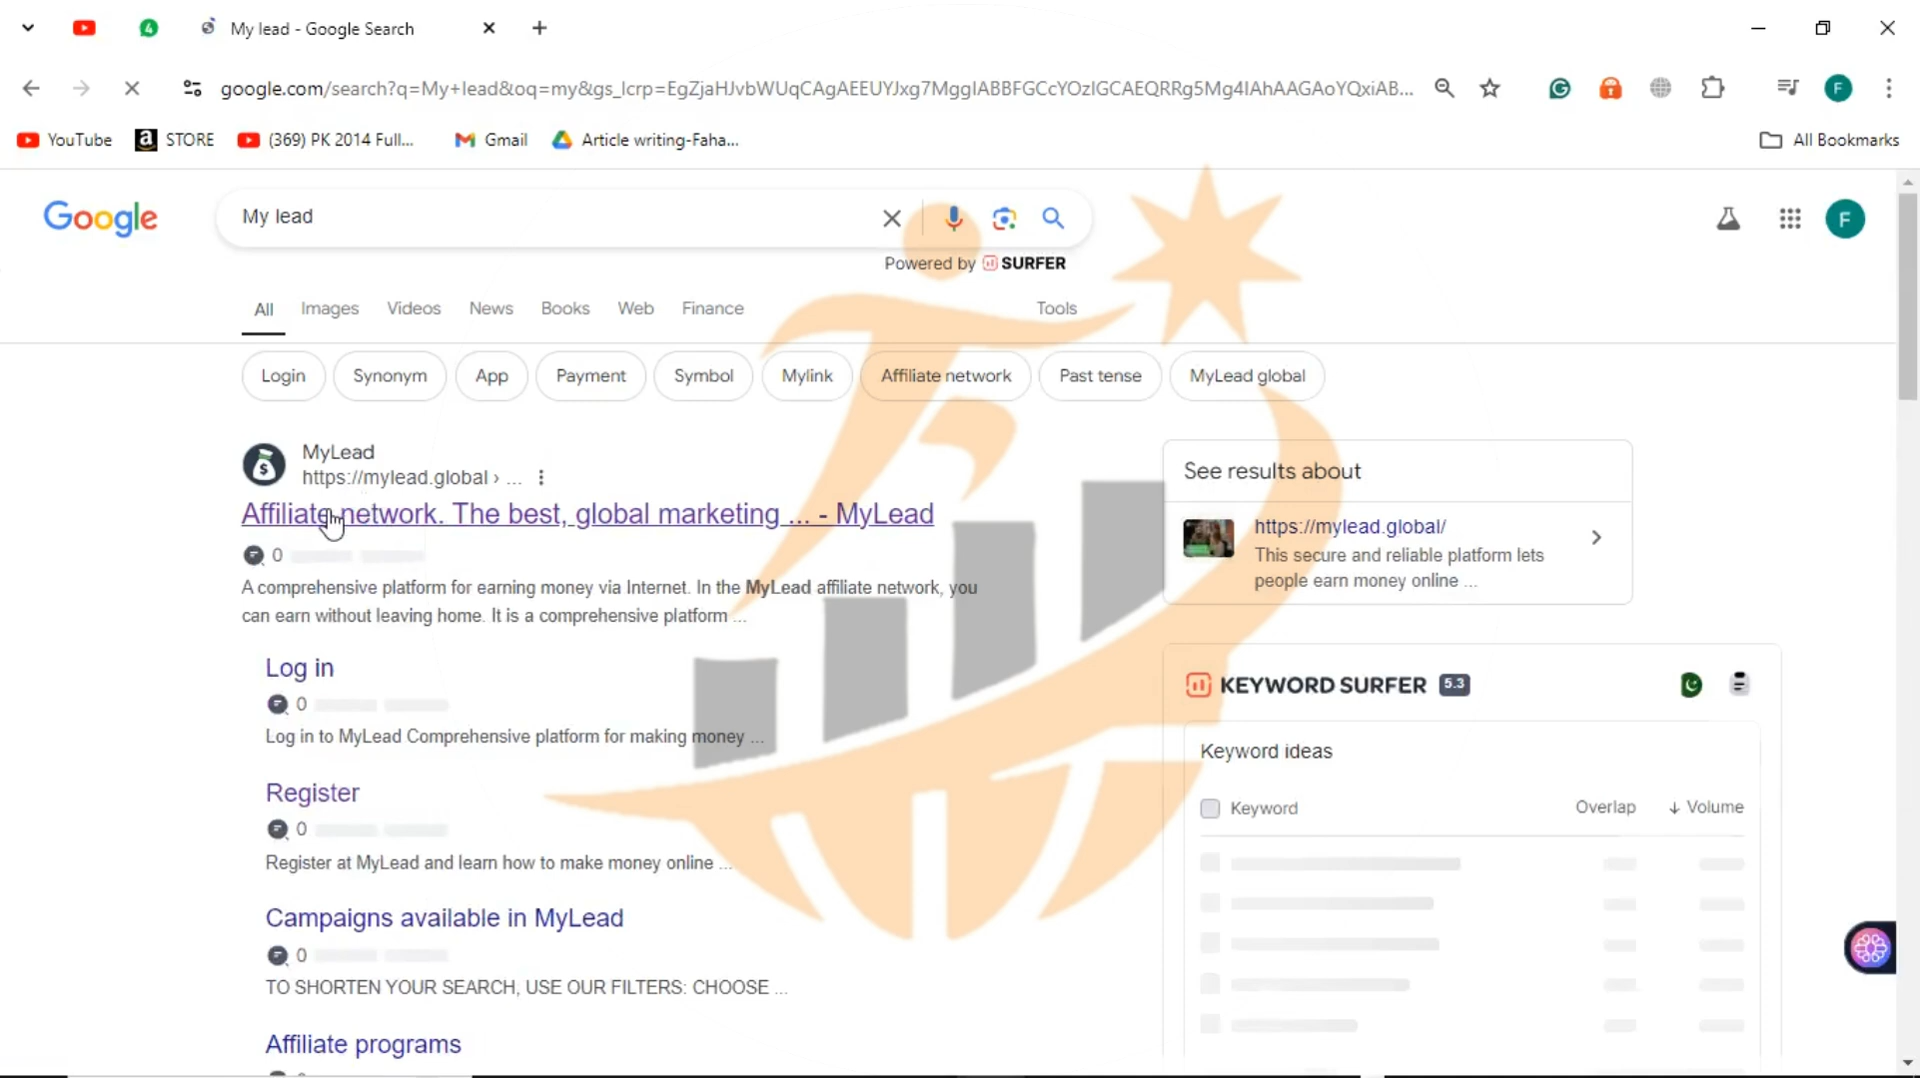 4
My lead - Google Search
google.com/search?q=My+lead&oq=my&gs_lcrp=EgZjaHJvbWUqCAgAEEUYJxg7MggIABBFGCcYOzIGCAEQRRg5Mg4IAhAAGAoYQxiAB...
F
YouTube
a STORE
(369) PK 2014 Full...
Gmail
Article writing-Faha...
All Bookmarks
Google
My lead
F
Powered by SURFER
All
Images
Videos
News
Books
Web
Finance
Tools
Login
Synonym
App
Payment
Symbol
Mylink
Affiliate network
Past tense
MyLead global
MyLead
https://mylead.global › ...
Affiliate network. The best, global marketing ... - MyLead
0
A comprehensive platform for earning money via Internet. In the MyLead affiliate network, you
can earn without leaving home. It is a comprehensive platform ...
Log in
0
Log in to MyLead Comprehensive platform for making money ...
Register
0
Register at MyLead and learn how to make money online ...
Campaigns available in MyLead
0
TO SHORTEN YOUR SEARCH, USE OUR FILTERS: CHOOSE ...
Affiliate programs
See results about
https://mylead.global/
This secure and reliable platform lets
people earn money online ...
KEYWORD SURFER 5.3
Keyword ideas
Keyword
Overlap
↓ Volume